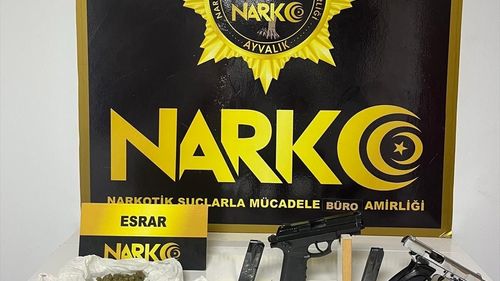 NARKO
AYVALIK
NARKO
NARKOTİK SUÇLARLA MÜCADELE BÜRO AMİRLİĞİ
ESRAR
NARKO